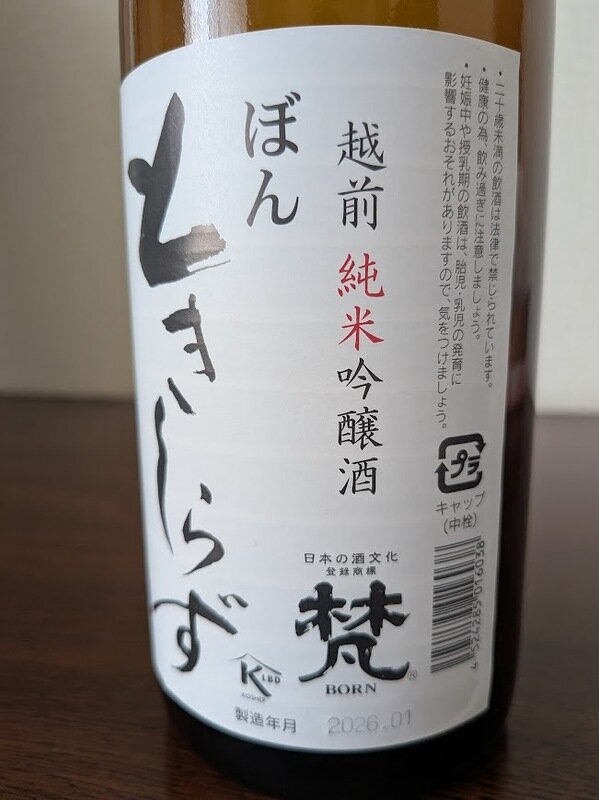 ・二十歳未満の飲酒は法律で禁じられています。
・健康の為、飲み過ぎに注意しましょう。
・妊娠中や授乳期の飲酒は、胎児・乳児の発育に
影響するおそれがありますので、気をつけましょう。
越前 純米吟醸酒
ぼん
ときしらず
プラ
キャップ
(中栓)
日本の酒文化
登録商標
梵®
BORN
K LBD
KOSHER
製造年月 2026.01